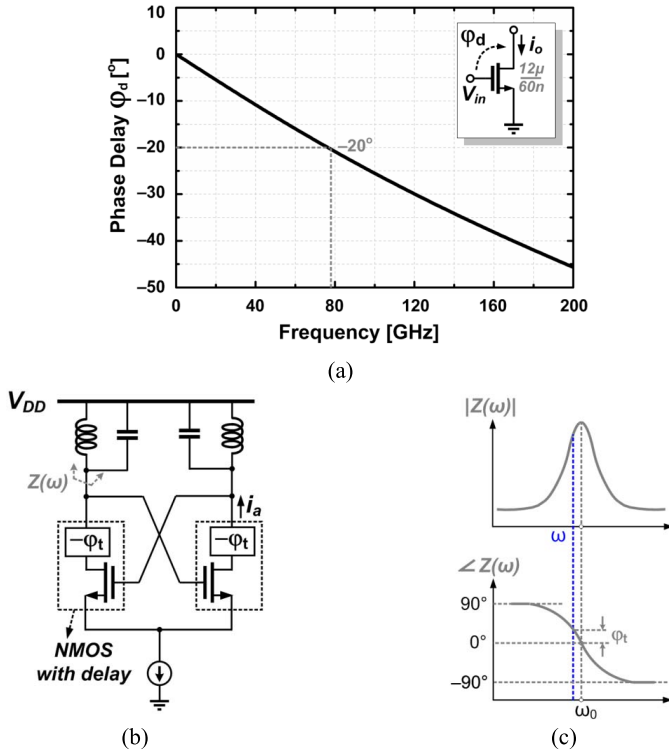 10
0
–10
–20
–30
–40
–50
Phase Delay φd [°]
–20°
φd
io
Vin
12μ
60n
0 40 80 120 160 200
Frequency [GHz]
(a)
VDD
Z(ω)
ia
–φt –φt
NMOS
with delay
(b)
|Z(ω)|
ω
∠Z(ω)
90°
0°
–90°
φt
ω0
(c)